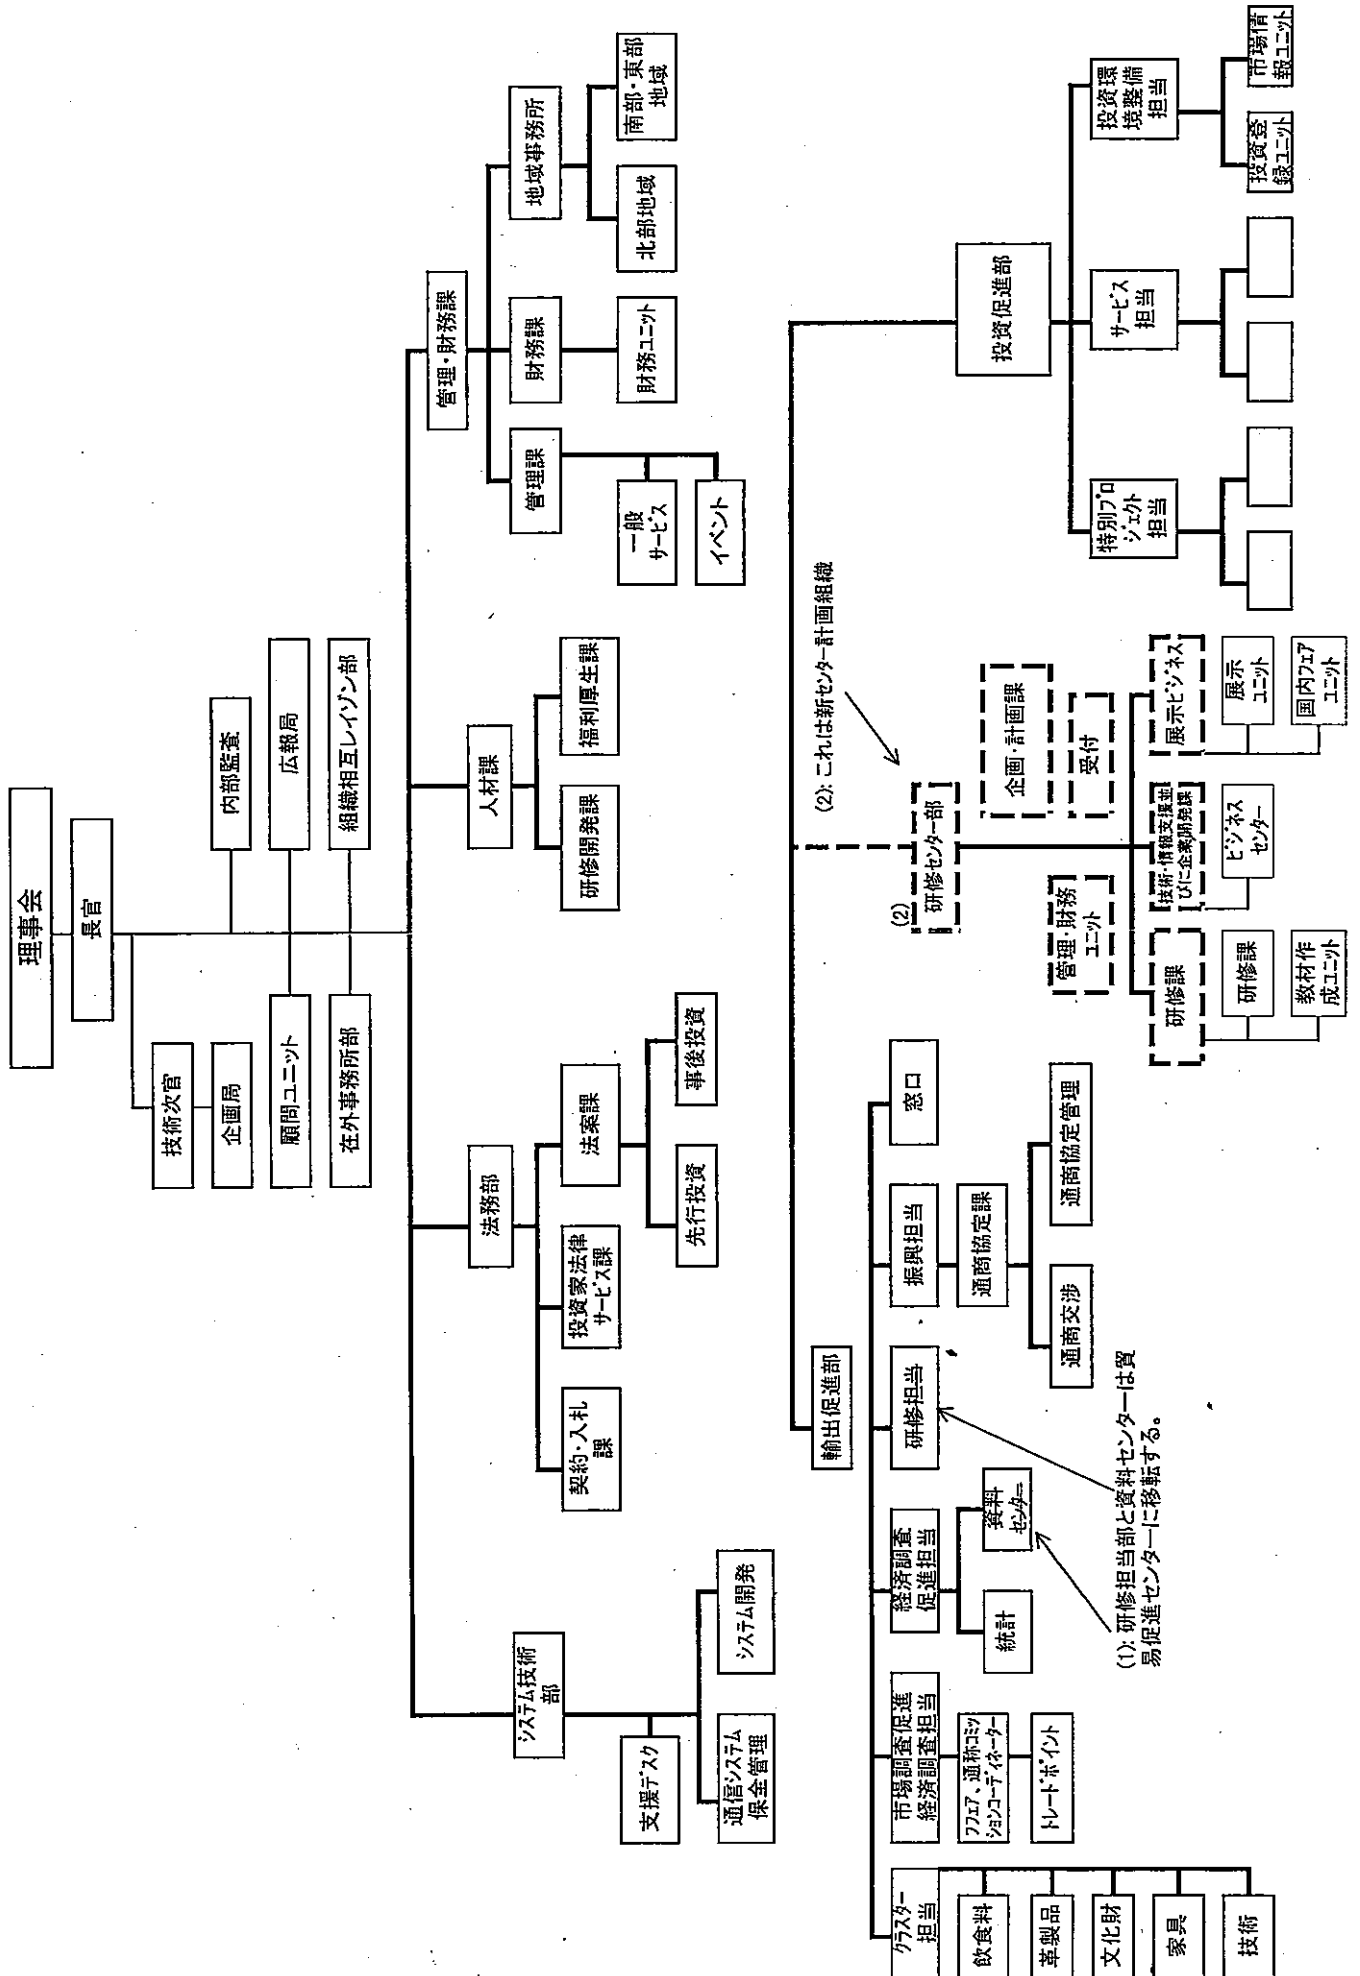 理事会
長官
技術次官
企画局
内部監査
顧問ユニット
広報局
在外事務所部
組織相互レイゾン部
システム技術
部
支援デスク
通信システム
保全管理
システム開発
法務部
契約・入札
課
投資家法律
サービス課
法案課
先行投資
事後投資
人材課
研修開発課
福利厚生課
管理・財務課
管理課
一般
サービス
イベント
財務課
財務ユニット
地域事務所
北部地域
南部・東部
地域
輸出促進部
クラスター
担当
飲食料
革製品
文化財
家具
技術
市場調査促進
経済調査担当
フフェア、通称コミッ
ションコーディネーター
トレードポイント
経済調査
促進担当
統計
資料
センター
研修担当
振興担当
通商協定課
通商交渉
通商協定管理
窓口
(1): 研修担当部と資料センターは貿
易促進センターに移転する。
(2)
研修センター部
(2): これは新センター計画組織
企画・計画課
管理・財務
ユニット
受付
研修課
研修課
教材作
成ユニット
技術・情報支援並
びに企業開発課
ビジネス
センター
展示ビジネス
展示
ユニット
国内フェア
ユニット
投資促進部
特別プロ
ジェクト
担当
サービス
担当
投資環
境整備
担当
投資登
録ユニット
市場情
報ユニット